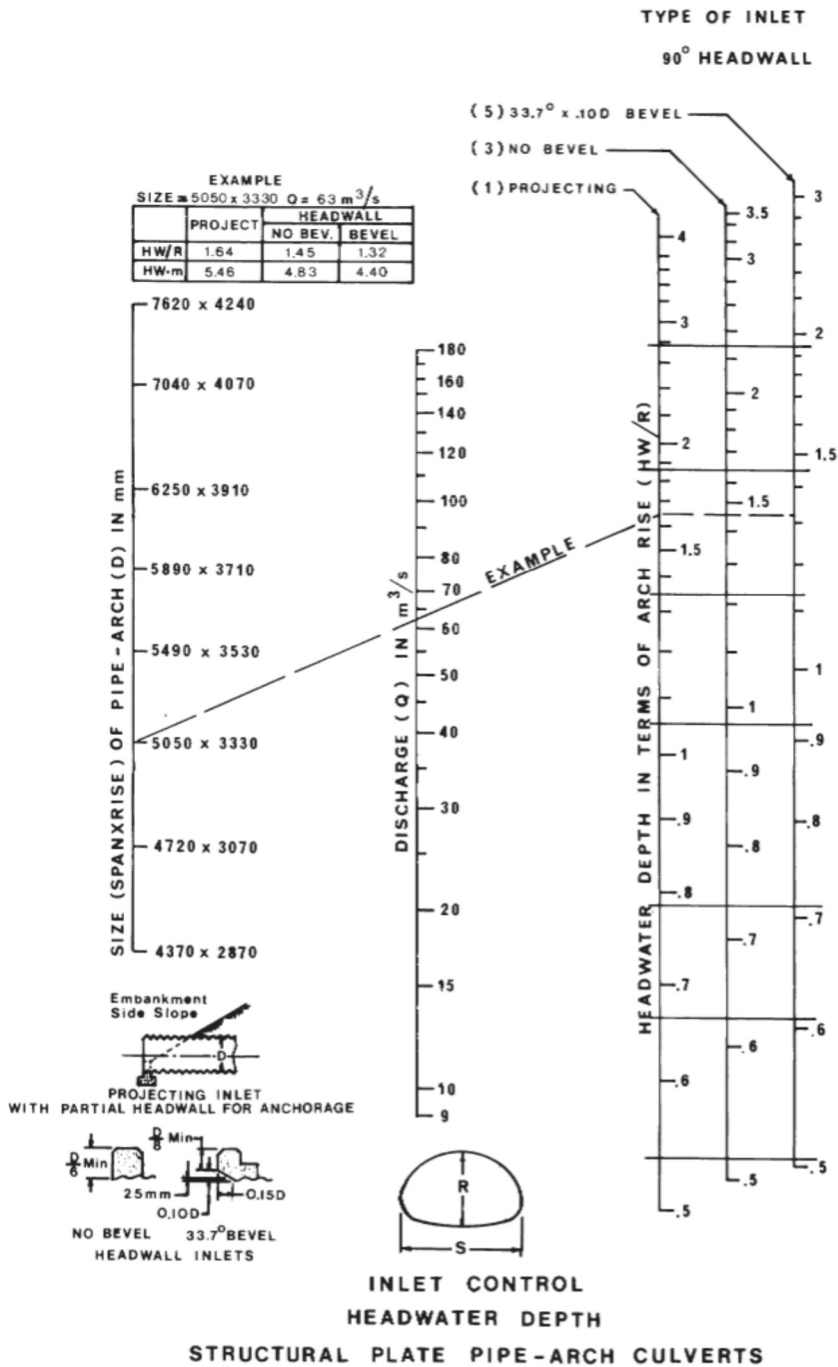 TYPE OF INLET
90° HEADWALL
(5) 33.7° x .10D BEVEL
(3) NO BEVEL
(1) PROJECTING
EXAMPLE
SIZE = 5050 x 3330 Q = 63 m³/s
PROJECT HEADWALL
NO BEV. BEVEL
HW/R 1.64 1.45 1.32
HW-m 5.46 4.83 4.40
SIZE (SPANXRISE) OF PIPE-ARCH (D) IN mm
7620 x 4240
7040 x 4070
6250 x 3910
5890 x 3710
5490 x 3530
5050 x 3330
4720 x 3070
4370 x 2870
DISCHARGE (Q) IN m³/s
180
160
140
120
100
80
70
60
50
40
30
20
15
10
9
EXAMPLE
HEADWATER DEPTH IN TERMS OF ARCH RISE (HW/R)
4
3
2
1.5
1
.9
.8
.7
.6
.5
3.5
3
2
1.5
1
.9
.8
.7
.6
.5
3
2
1.5
1
.9
.8
.7
.6
.5
Embankment
Side Slope
D
PROJECTING INLET
WITH PARTIAL HEADWALL FOR ANCHORAGE
D/6 Min
D/8 Min
25mm
0.10D
0.15D
NO BEVEL 33.7° BEVEL
HEADWALL INLETS
R
S
INLET CONTROL
HEADWATER DEPTH
STRUCTURAL PLATE PIPE-ARCH CULVERTS